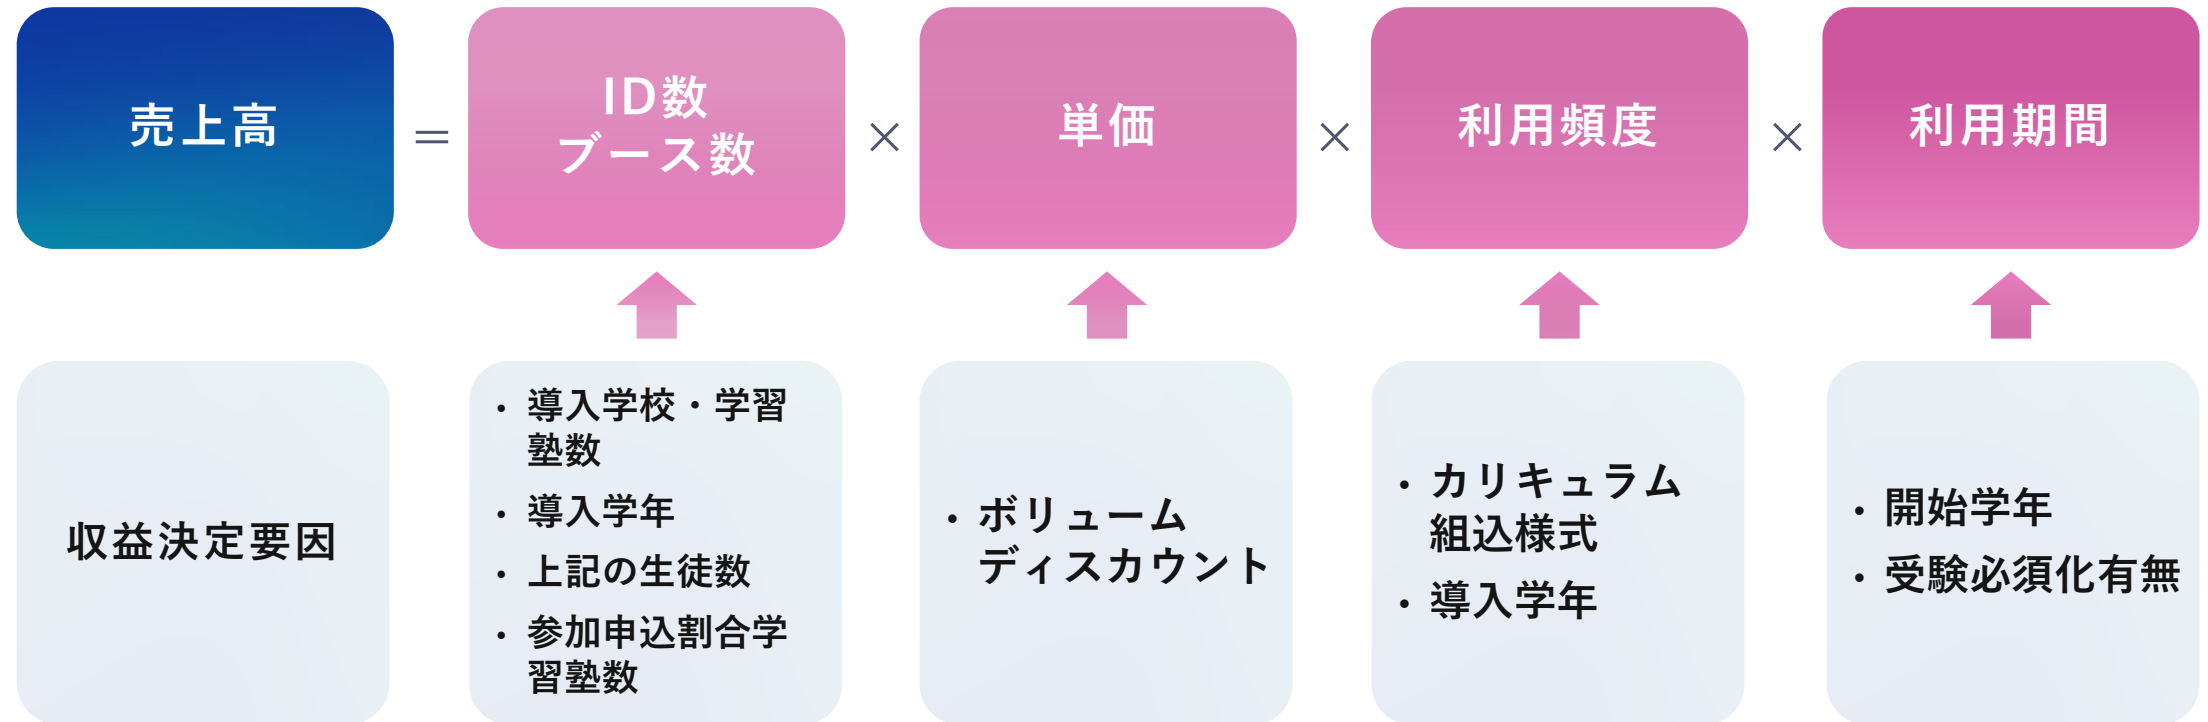 売上高
＝
ID数
ブース数
×
単価
×
利用頻度
×
利用期間
収益決定要因
・導入学校・学習
塾数
・導入学年
・上記の生徒数
・参加申込割合学
習塾数
・ボリューム
ディスカウント
・カリキュラム
組込様式
・導入学年
・開始学年
・受験必須化有無